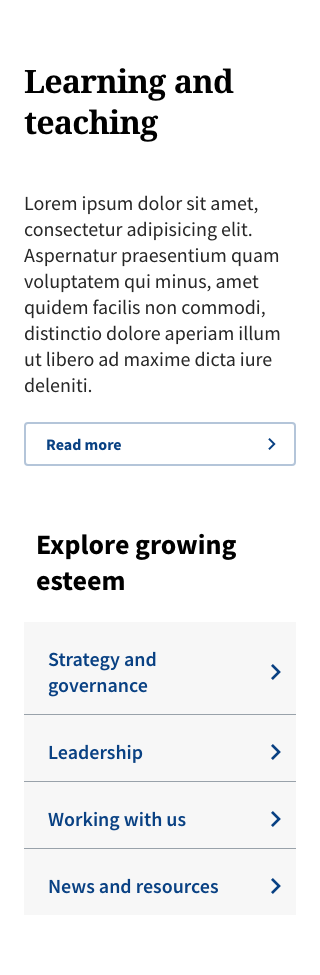 Learning and
teaching
Lorem ipsum dolor sit amet,
consectetur adipisicing elit.
Aspernatur praesentium quam
voluptatem qui minus, amet
quidem facilis non commodi,
distinctio dolore aperiam illum
ut libero ad maxime dicta iure
deleniti.
Read more
Explore growing
esteem
Strategy and
governance
Leadership
Working with us
News and resources